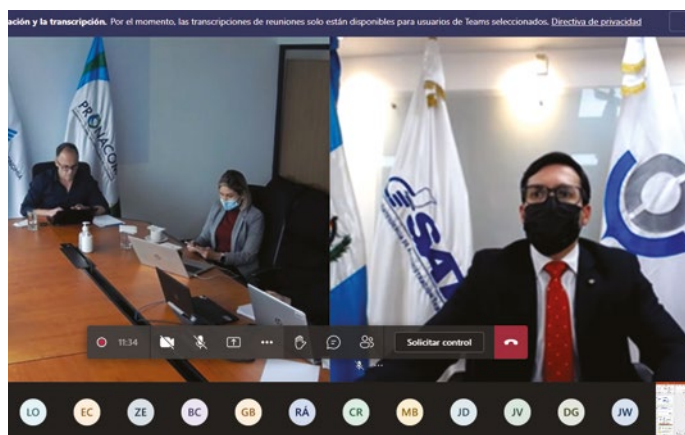 ación y la transcripción. Por el momento, las transcripciones de reuniones solo están disponibles para usuarios de Teams seleccionados. Directiva de privacidad
PRONACOM
SAT
11:34
Solicitar control
LO EC ZE BC GB RÁ CR MB JD JV DG JW